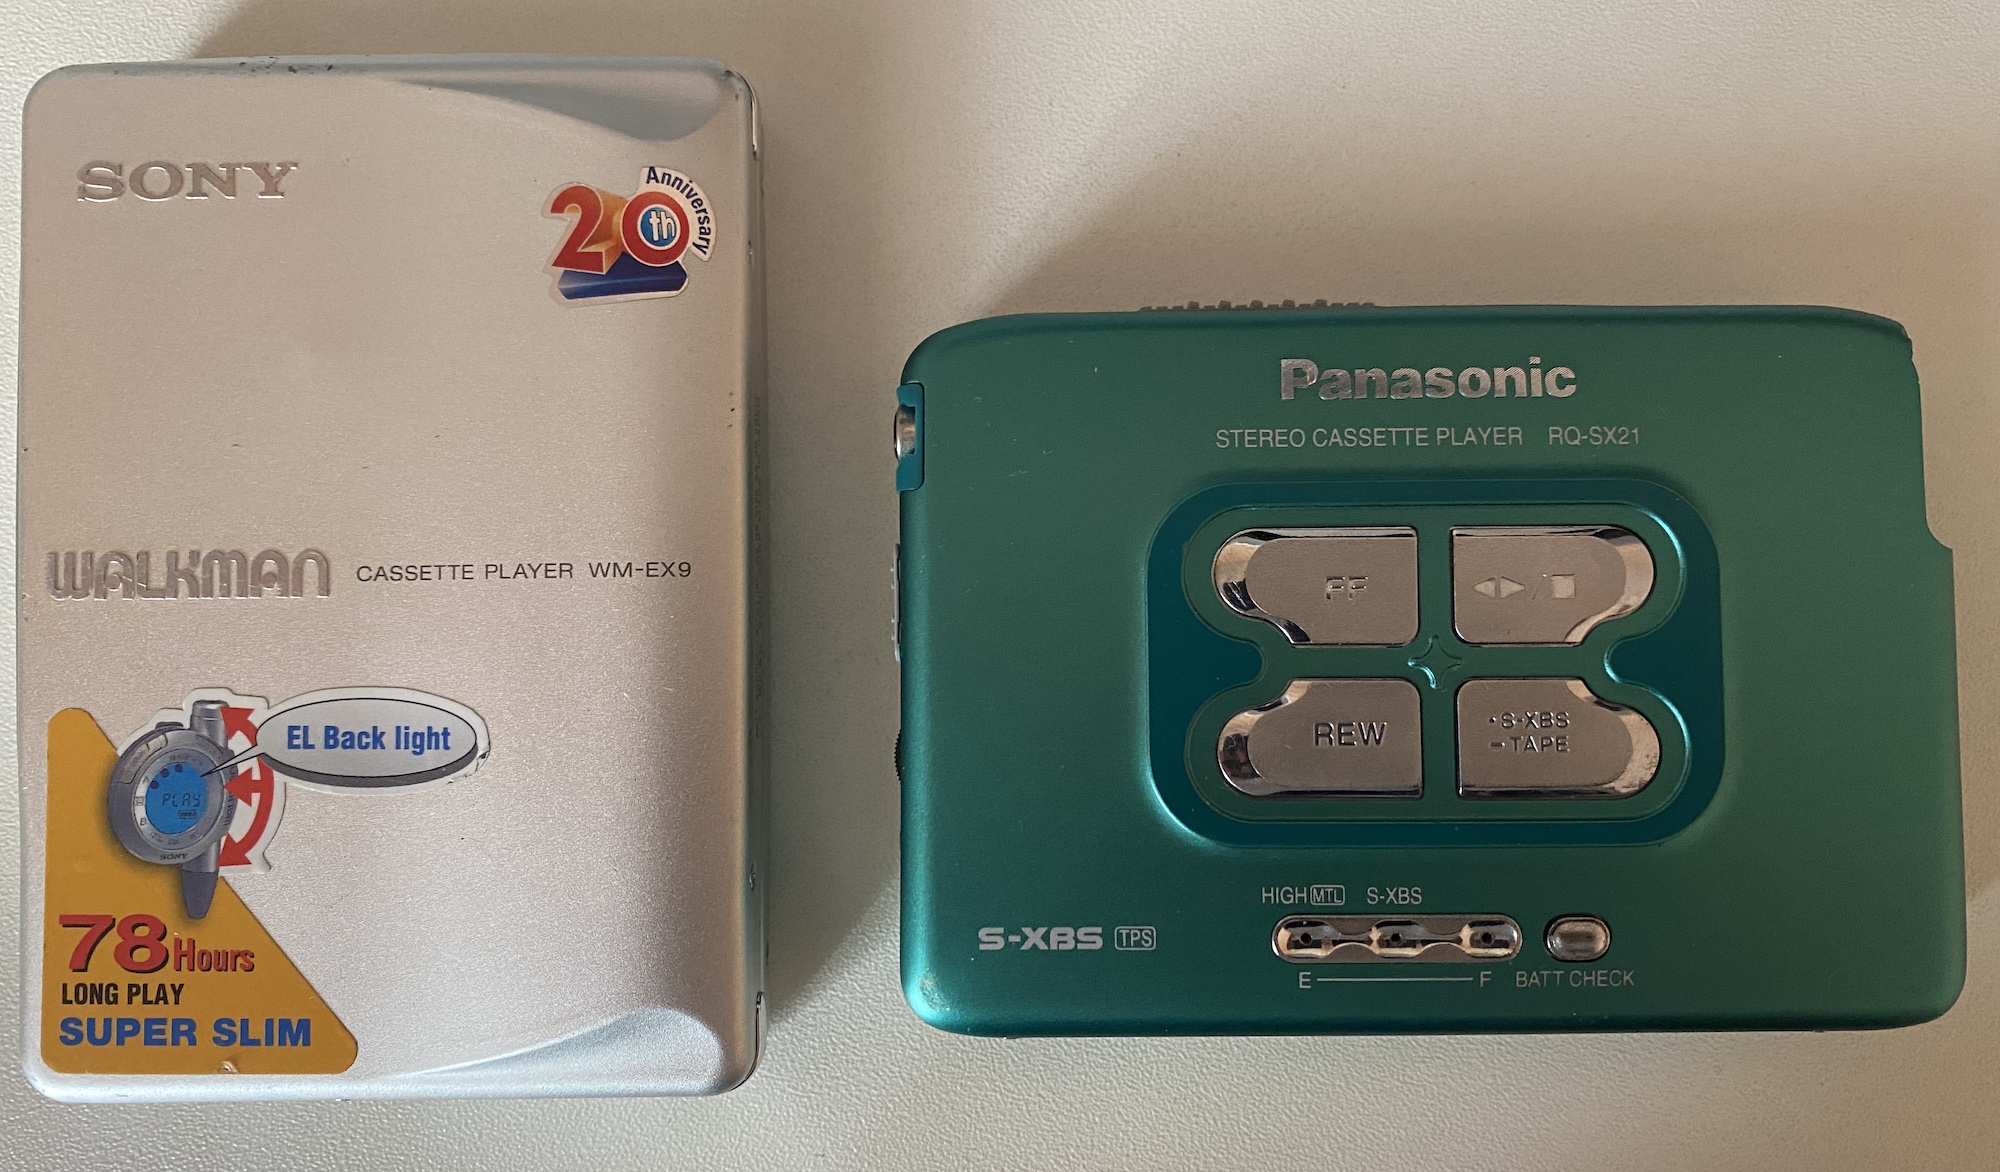 SONY
20th Anniversary
WALKMAN CASSETTE PLAYER WM-EX9
EL Back light
PLAY
SONY
78 Hours
LONG PLAY
SUPER SLIM
Panasonic
STEREO CASSETTE PLAYER RQ-SX21
FF
REW
·S-XBS
–TAPE
HIGH MTL S-XBS
S-XBS TPS
E F BATT CHECK